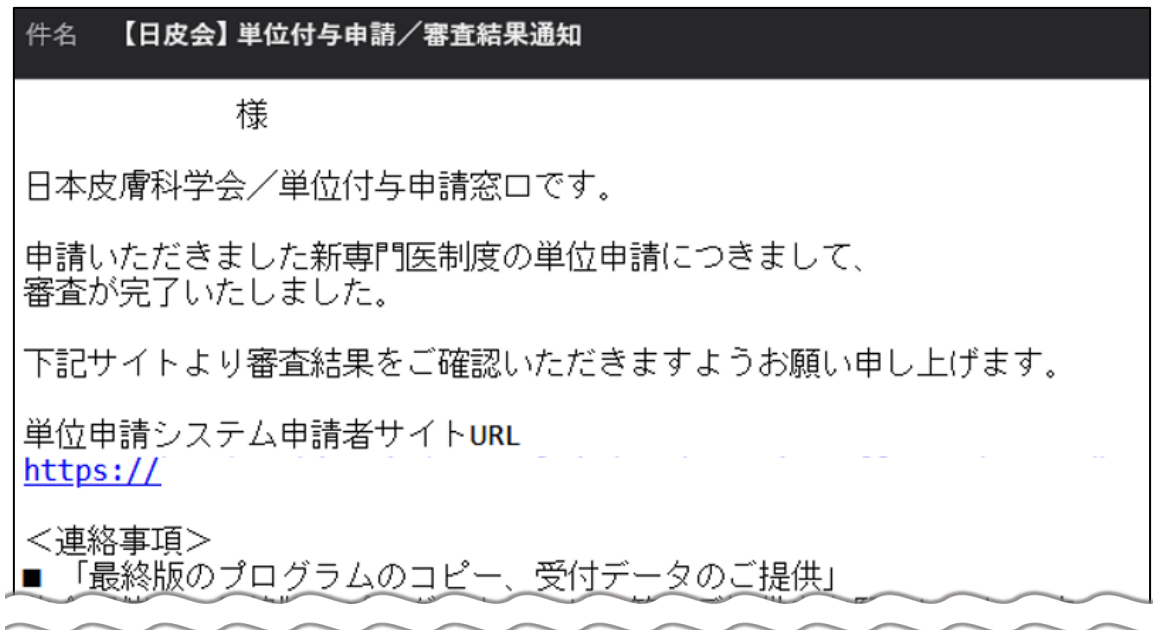 件名 【日皮会】単位付与申請／審査結果通知
様
日本皮膚科学会／単位付与申請窓口です。
申請いただきました新専門医制度の単位申請につきまして、
審査が完了いたしました。
下記サイトより審査結果をご確認いただきますようお願い申し上げます。
単位申請システム申請者サイトURL
https://
＜連絡事項＞
■ 「最終版のプログラムのコピー、受付データのご提供」